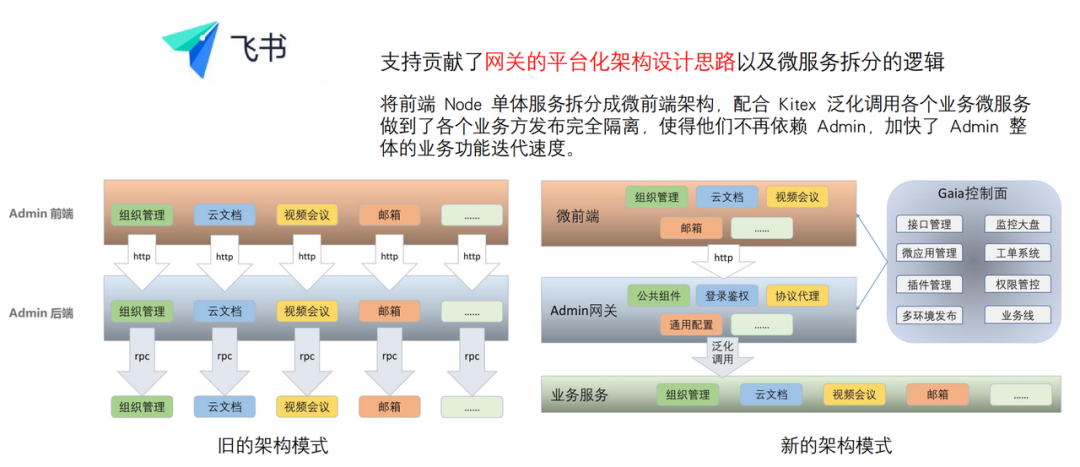 飞书
支持贡献了网关的平台化架构设计思路以及微服务拆分的逻辑
将前端 Node 单体服务拆分成微前端架构，配合 Kitex 泛化调用各个业务微服务
做到了各个业务方发布完全隔离，使得他们不再依赖 Admin，加快了 Admin 整
体的业务功能迭代速度。
Admin 前端
组织管理 云文档 视频会议 邮箱 ......
http http http http http
Admin 后端
组织管理 云文档 视频会议 邮箱 ......
rpc rpc rpc rpc rpc
组织管理 云文档 视频会议 邮箱 ......
旧的架构模式
微前端
组织管理 云文档 视频会议
邮箱 ......
http
Admin网关
公共组件 登录鉴权 协议代理
通用配置 ......
泛化
调用
业务服务 组织管理 云文档 视频会议 邮箱 ......
Gaia控制面
接口管理 监控大盘
微应用管理 工单系统
插件管理 权限管控
多环境发布 业务线
新的架构模式